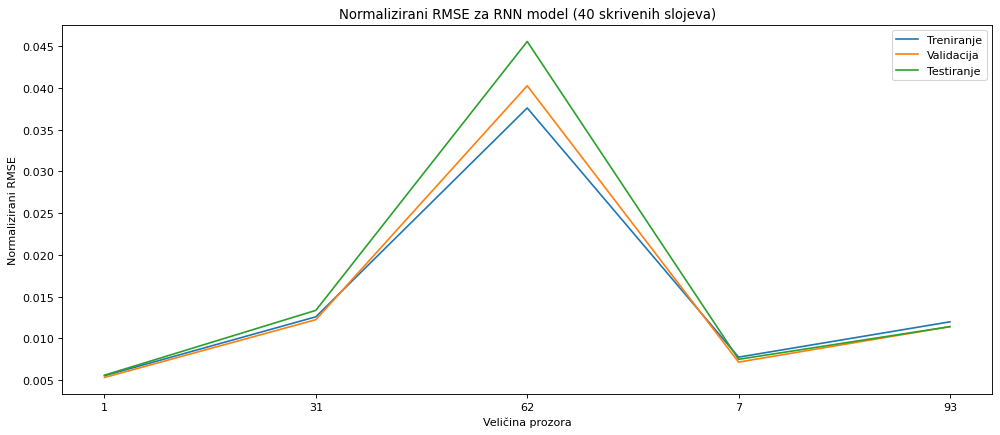 Normalizirani RMSE za RNN model (40 skrivenih slojeva)
Treniranje
Validacija
Testiranje
Normalizirani RMSE
0.045
0.040
0.035
0.030
0.025
0.020
0.015
0.010
0.005
1 31 62 7 93
Veličina prozora